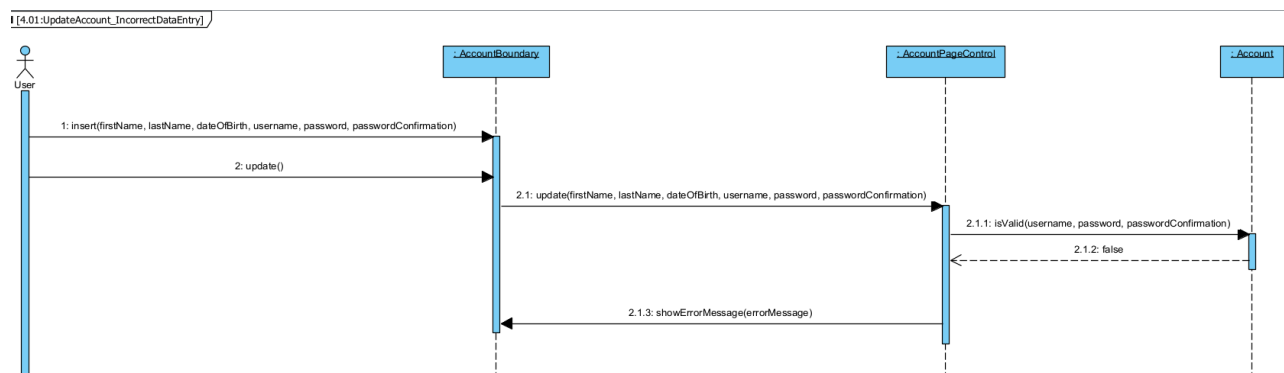 [4.01:UpdateAccount_IncorrectDataEntry]
: AccountBoundary
: AccountPageControl
: Account
User
1: insert(firstName, lastName, dateOfBirth, username, password, passwordConfirmation)
2: update()
2.1: update(firstName, lastName, dateOfBirth, username, password, passwordConfirmation)
2.1.1: isValid(username, password, passwordConfirmation)
2.1.2: false
2.1.3: showErrorMessage(errorMessage)